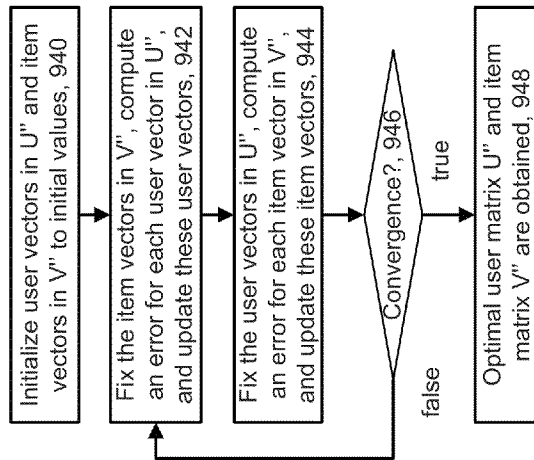 Initialize user vectors in U'' and item
vectors in V'' to initial values, 940
Fix the item vectors in V'', compute
an error for each user vector in U'',
and update these user vectors, 942
Fix the user vectors in U'', compute
an error for each item vector in V'',
and update these item vectors, 944
Convergence?, 946
false
true
Optimal user matrix U'' and item
matrix V'' are obtained, 948